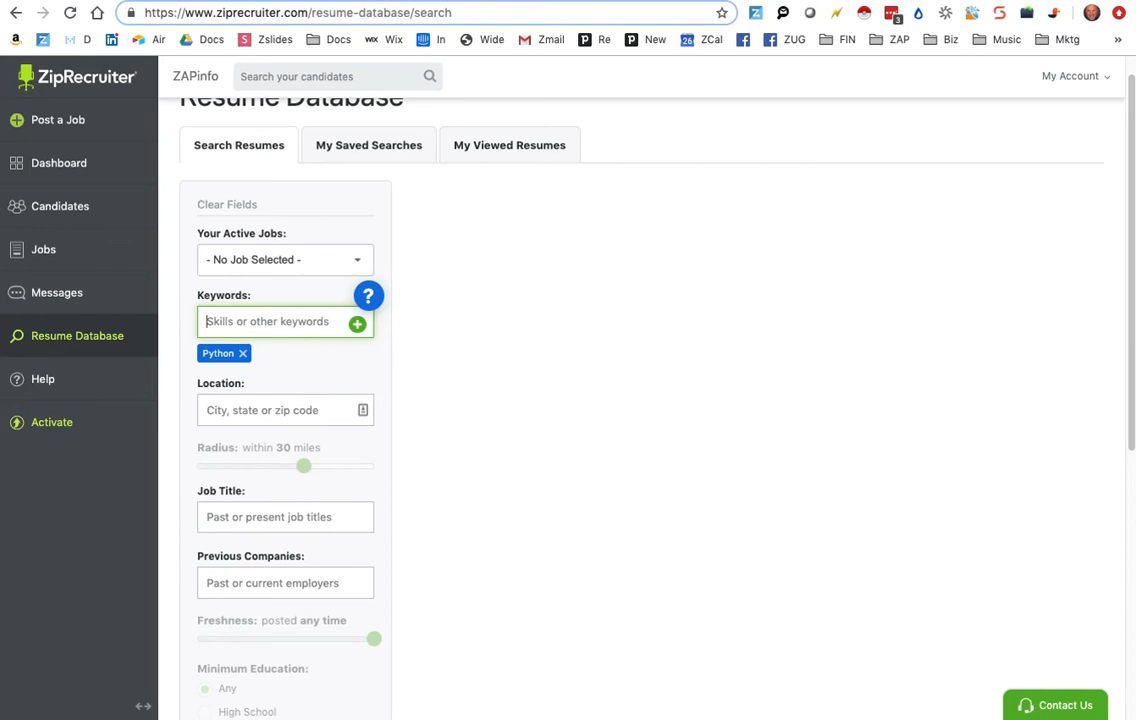 https://www.ziprecruiter.com/resume-database/search
3
D
Air
Docs
Zslides
Docs
WIX Wix
In
Wide
Zmail
Re
New
26 ZCal
ZUG
FIN
ZAP
Biz
Music
Mktg
»
ZipRecruiter
ZAPinfo
Search your candidates
My Account
Post a Job
Dashboard
Candidates
Jobs
Messages
Resume Database
Help
Activate
Resume Database
Search Resumes
My Saved Searches
My Viewed Resumes
Clear Fields
Your Active Jobs:
- No Job Selected -
Keywords:
?
Skills or other keywords
Python ×
Location:
City, state or zip code
Radius: within 30 miles
Job Title:
Past or present job titles
Previous Companies:
Past or current employers
Freshness: posted any time
Minimum Education:
Any
High School
Contact Us